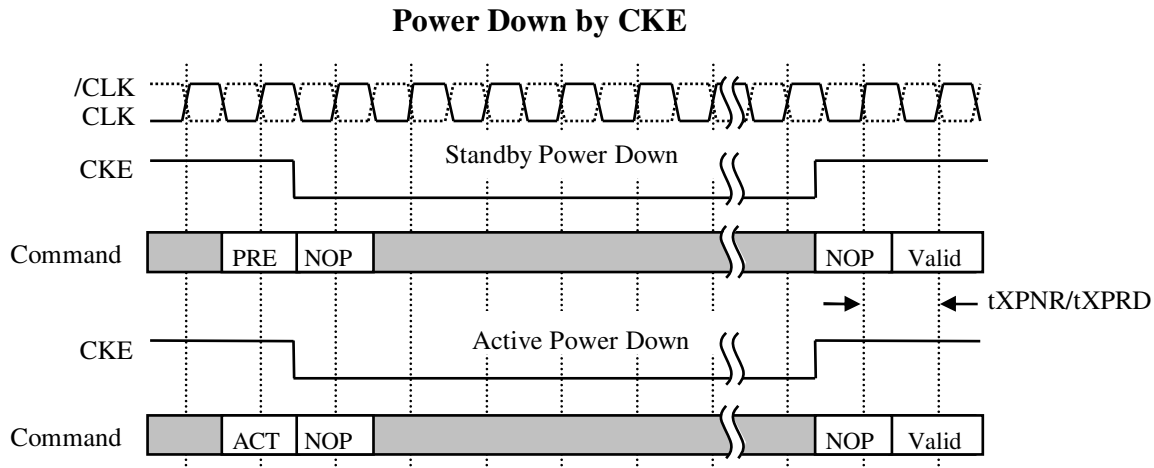 Power Down by CKE
/CLK
CLK
Standby Power Down
CKE
Command
PRE
NOP
NOP
Valid
tXPNR/tXPRD
Active Power Down
CKE
Command
ACT
NOP
NOP
Valid